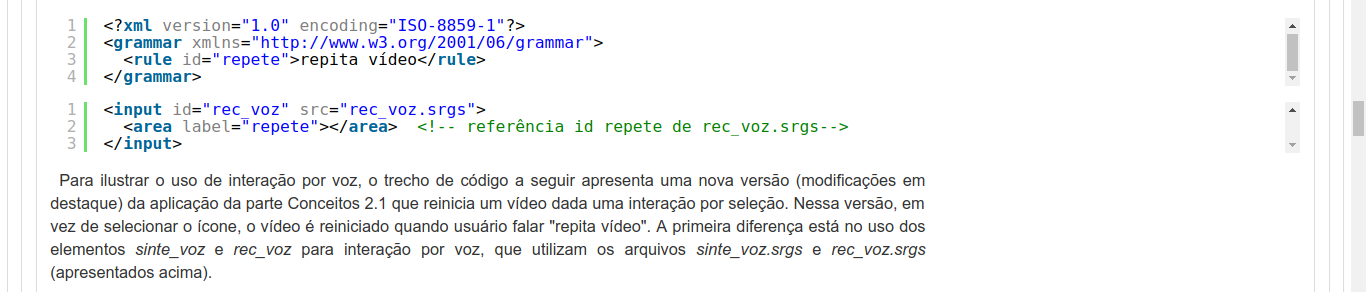 1 <?xml version="1.0" encoding="ISO-8859-1"?>
2 <grammar xmlns="http://www.w3.org/2001/06/grammar">
3   <rule id="repete">repita vídeo</rule>
4 </grammar>
1 <input id="rec_voz" src="rec_voz.srgs">
2   <area label="repete"></area>  <!-- referência id repete de rec_voz.srgs-->
3 </input>
Para ilustrar o uso de interação por voz, o trecho de código a seguir apresenta uma nova versão (modificações em
destaque) da aplicação da parte Conceitos 2.1 que reinicia um vídeo dada uma interação por seleção. Nessa versão, em
vez de selecionar o ícone, o vídeo é reiniciado quando usuário falar "repita vídeo". A primeira diferença está no uso dos
elementos sinte_voz e rec_voz para interação por voz, que utilizam os arquivos sinte_voz.srgs e rec_voz.srgs
(apresentados acima).